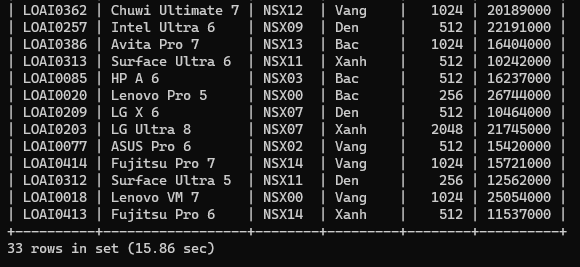 | LOAI0362 | Chuwi Ultimate 7 | NSX12 | Vang | 1024 | 20189000 |
| LOAI0257 | Intel Ultra 6 | NSX09 | Den | 512 | 22191000 |
| LOAI0386 | Avita Pro 7 | NSX13 | Bac | 1024 | 16404000 |
| LOAI0313 | Surface Ultra 6 | NSX11 | Xanh | 512 | 10242000 |
| LOAI0085 | HP A 6 | NSX03 | Bac | 512 | 16237000 |
| LOAI0020 | Lenovo Pro 5 | NSX00 | Bac | 256 | 26744000 |
| LOAI0209 | LG X 6 | NSX07 | Den | 512 | 10464000 |
| LOAI0203 | LG Ultra 8 | NSX07 | Xanh | 2048 | 21745000 |
| LOAI0077 | ASUS Pro 6 | NSX02 | Vang | 512 | 15420000 |
| LOAI0414 | Fujitsu Pro 7 | NSX14 | Vang | 1024 | 15721000 |
| LOAI0312 | Surface Ultra 5 | NSX11 | Den | 256 | 12562000 |
| LOAI0018 | Lenovo VM 7 | NSX00 | Vang | 1024 | 25054000 |
| LOAI0413 | Fujitsu Pro 6 | NSX14 | Xanh | 512 | 11537000 |
+----------+------------------+-------+---------+--------+----------+
33 rows in set (15.86 sec)